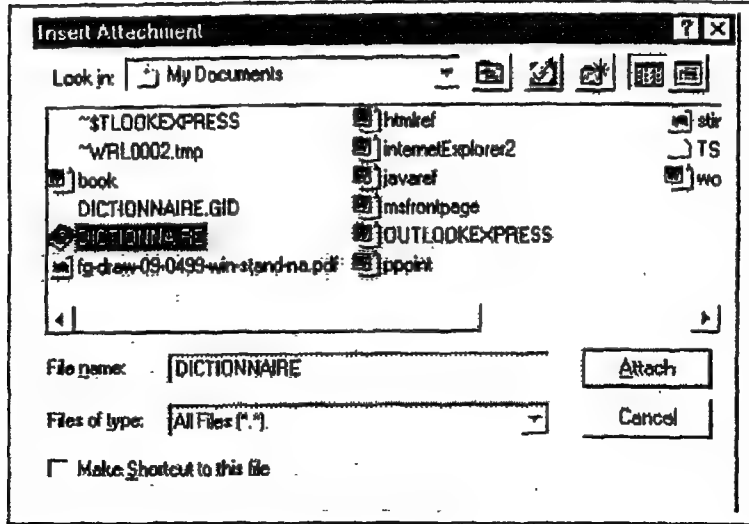 Insert Attachment
Look in: My Documents
~$TLOOKEXPRESS
~WRL0002.tmp
book
DICTIONNAIRE.GID
DICTIONNAIRE
fg-draw-09-0499-win-stand-na.pdf
htmlref
internetExplorer2
javaref
msfrontpage
OUTLOOKEXPRESS
pppint
stir
TS
wo
File name: DICTIONNAIRE Attach
Files of type: All Files (*.*). Cancel
Make Shortcut to this file